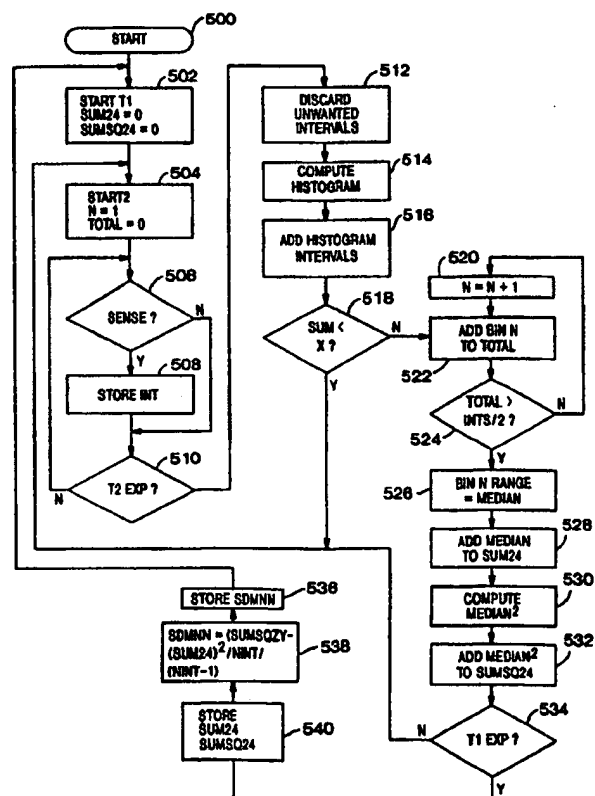 START
500
502
START T1
SUM24 = 0
SUMSQ24 = 0
504
START2
N = 1
TOTAL = 0
508
SENSE ?
N
Y
508
STORE INT
510
T2 EXP ?
N
512
DISCARD
UNWANTED
INTERVALS
514
COMPUTE
HISTOGRAM
516
ADD HISTOGRAM
INTERVALS
518
SUM <
X ?
N
Y
520
N = N + 1
ADD BIN N
TO TOTAL
522
TOTAL >
INTS/2 ?
N
524
Y
BIN N RANGE
= MEDIAN
526
ADD MEDIAN
TO SUM24
528
COMPUTE
MEDIAN2
530
ADD MEDIAN2
TO SUMSQ24
532
T1 EXP ?
534
N
Y
STORE SDMNN
536
SDMNN = (SUMSQZY-
(SUM24)2/NINT/
(NINT-1)
538
STORE
SUM24
SUMSQ24
540